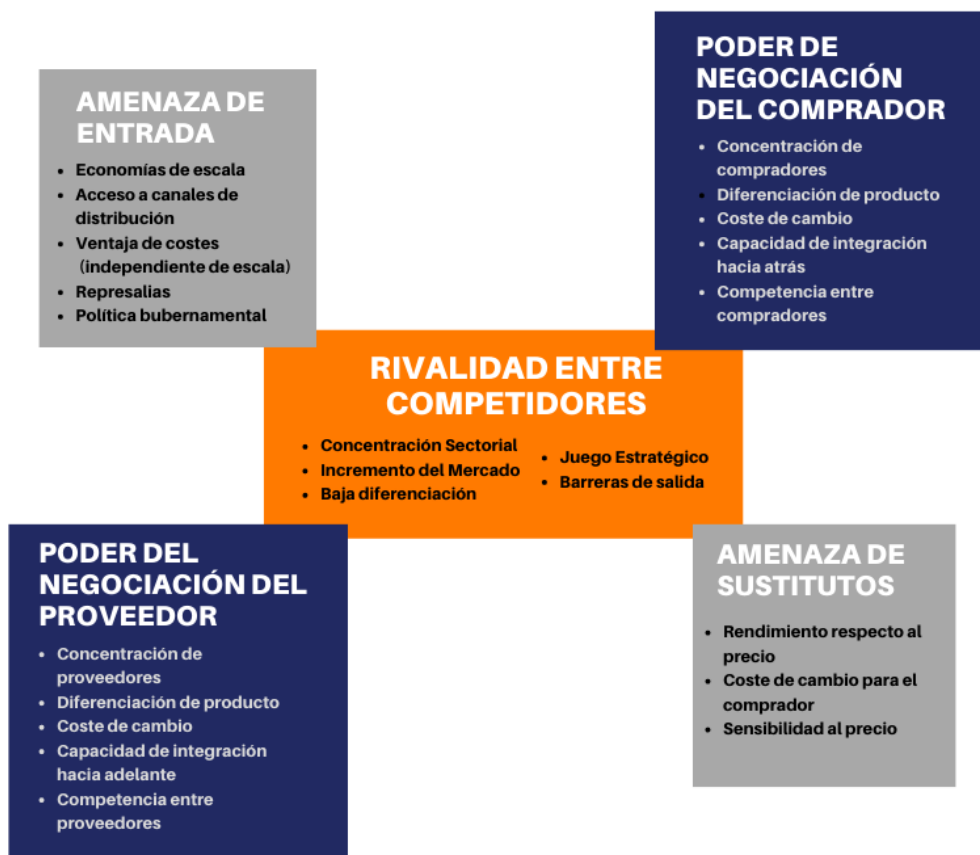 AMENAZA DE
ENTRADA
• Economías de escala
• Acceso a canales de
distribución
• Ventaja de costes
(independiente de escala)
• Represalias
• Política bubernamental
PODER DE
NEGOCIACIÓN
DEL COMPRADOR
• Concentración de
compradores
• Diferenciación de producto
• Coste de cambio
• Capacidad de integración
hacia atrás
• Competencia entre
compradores
RIVALIDAD ENTRE
COMPETIDORES
• Concentración Sectorial
• Incremento del Mercado
• Baja diferenciación
• Juego Estratégico
• Barreras de salida
PODER DEL
NEGOCIACIÓN DEL
PROVEEDOR
• Concentración de
proveedores
• Diferenciación de producto
• Coste de cambio
• Capacidad de integración
hacia adelante
• Competencia entre
proveedores
AMENAZA DE
SUSTITUTOS
• Rendimiento respecto al
precio
• Coste de cambio para el
comprador
• Sensibilidad al precio